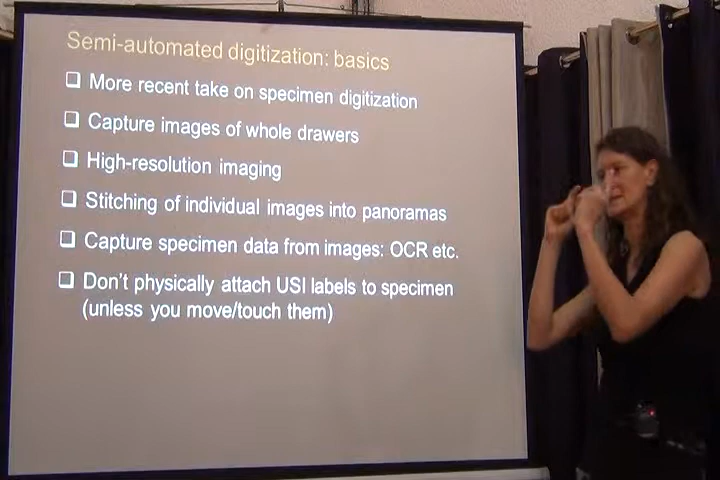 Semi-automated digitization: basics
❑ More recent take on specimen digitization
❑ Capture images of whole drawers
❑ High-resolution imaging
❑ Stitching of individual images into panoramas
❑ Capture specimen data from images: OCR etc.
❑ Don't physically attach USI labels to specimen
(unless you move/touch them)